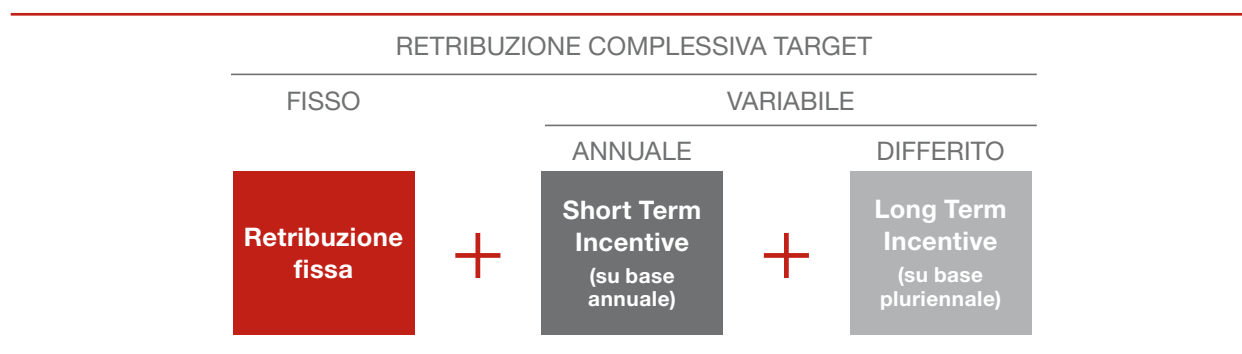 RETRIBUZIONE COMPLESSIVA TARGET
FISSO
VARIABILE
ANNUALE
DIFFERITO
Retribuzione
fissa
+
Short Term
Incentive
(su base
annuale)
+
Long Term
Incentive
(su base
pluriennale)